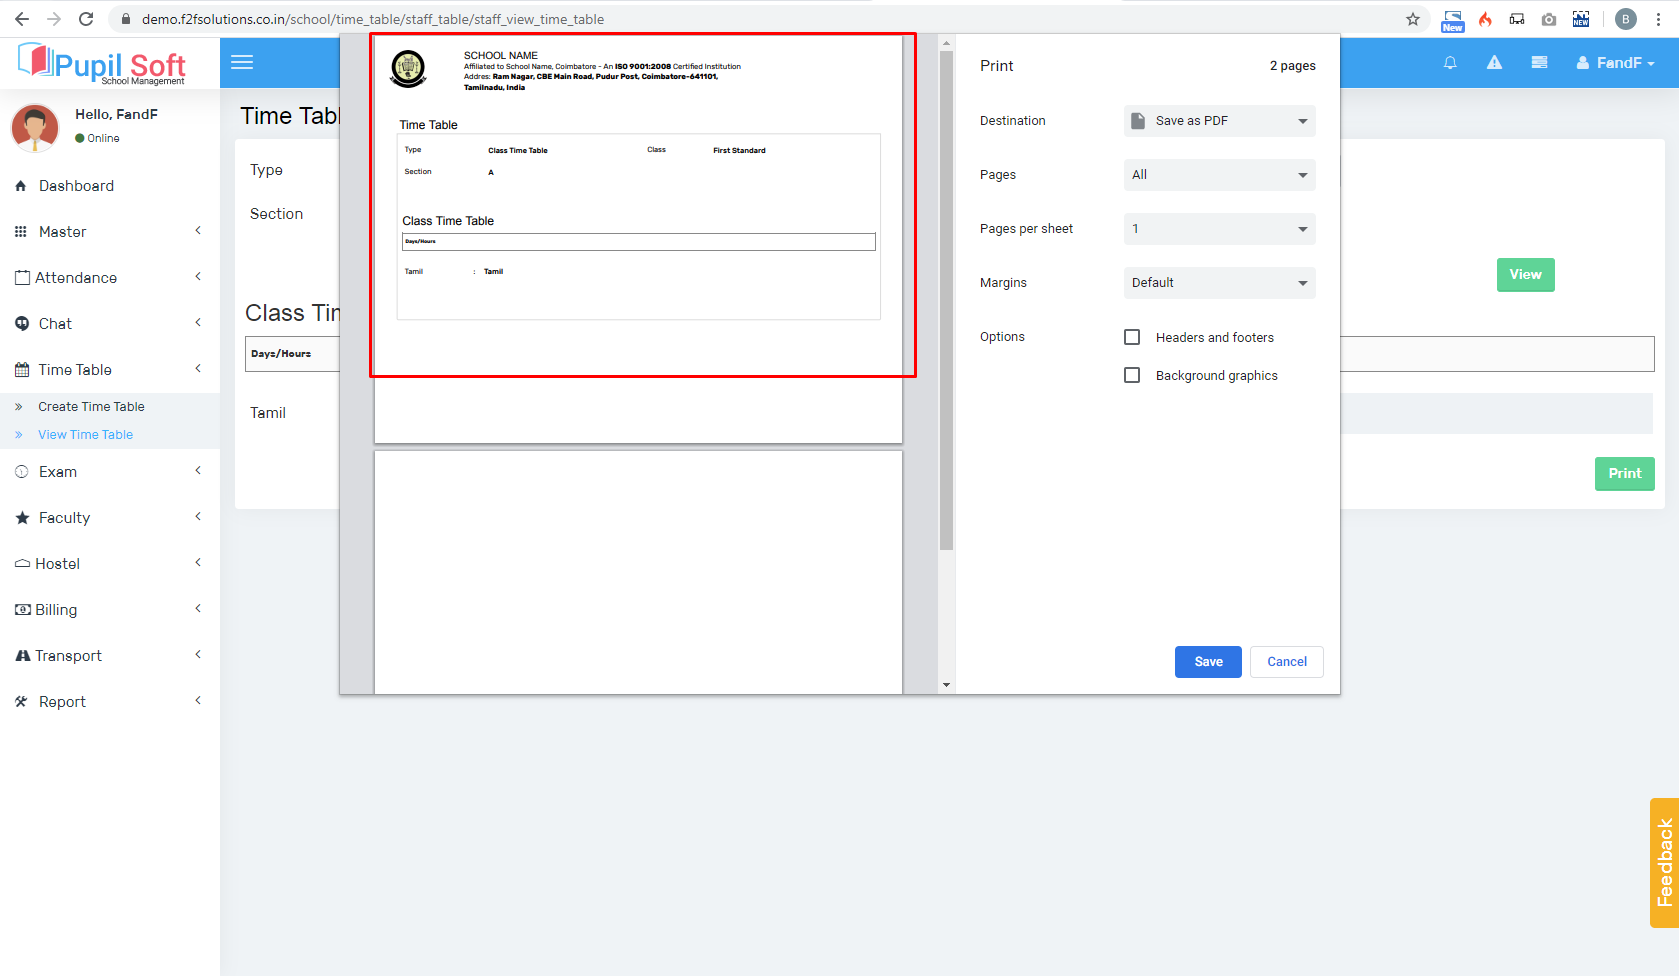 demo.f2fsolutions.co.in/school/time_table/staff_table/staff_view_time_table
New
NEW
B
Pupil Soft
School Management
FandF
Hello, FandF
Online
Dashboard
Master
Attendance
Chat
Time Table
Create Time Table
View Time Table
Exam
Faculty
Hostel
Billing
Transport
Report
Time Tabl
Type
Section
Class Tim
Days/Hours
Tamil
View
Print
SCHOOL NAME
Affiliated to School Name, Coimbatore - An ISO 9001:2008 Certified Institution
Addres: Ram Nagar, CBE Main Road, Pudur Post, Coimbatore-641101,
Tamilnadu, India
Time Table
Type Class Time Table Class First Standard
Section A
Class Time Table
Days/Hours
Tamil : Tamil
Print 2 pages
Destination Save as PDF
Pages All
Pages per sheet 1
Margins Default
Options Headers and footers
Background graphics
Save Cancel
Feedback